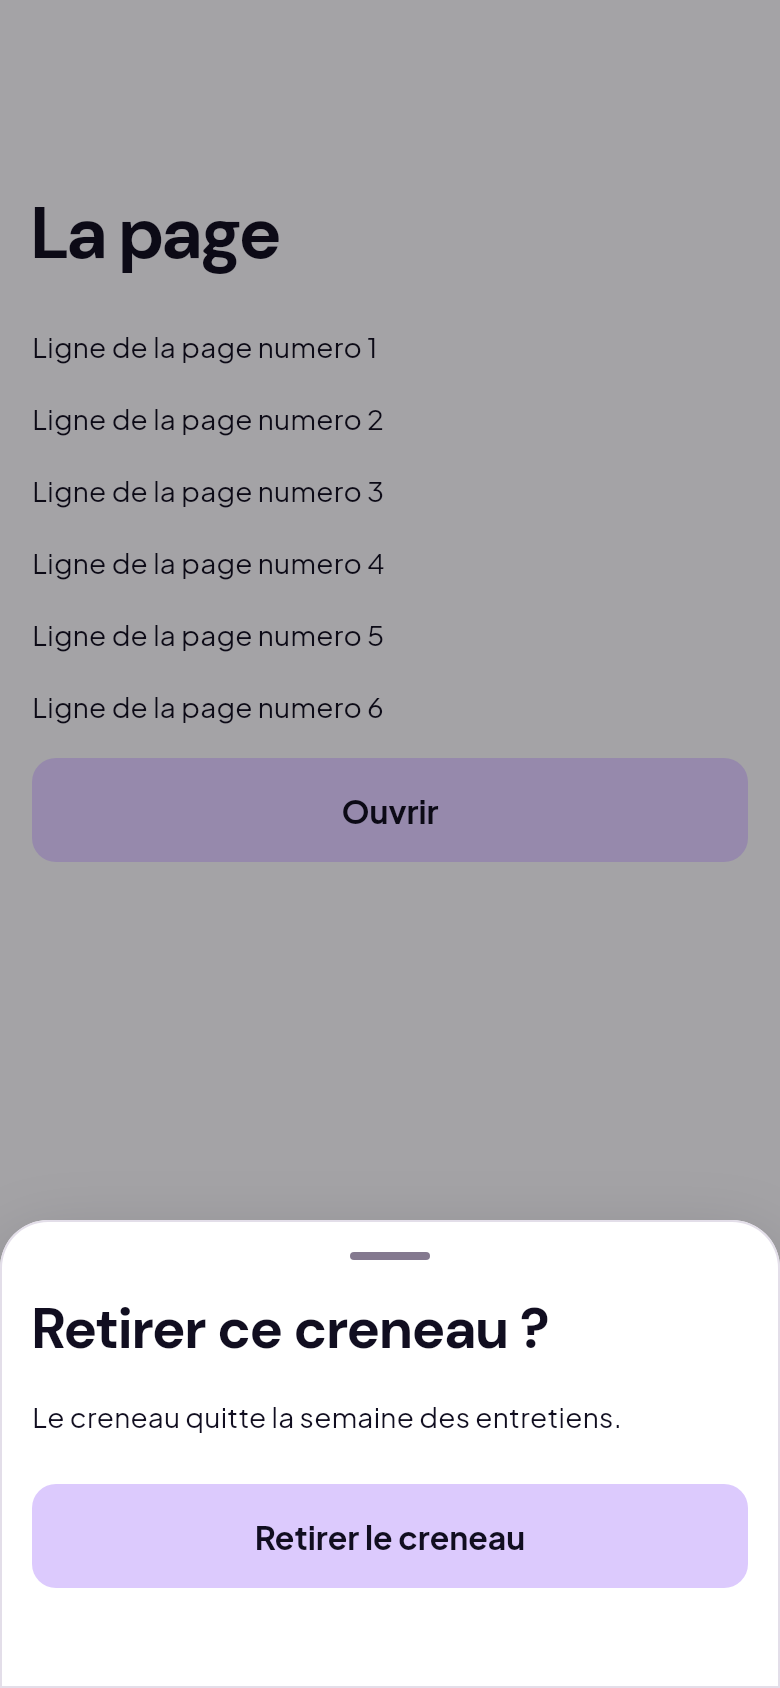 La page
Ligne de la page numero 1
Ligne de la page numero 2
Ligne de la page numero 3
Ligne de la page numero 4
Ligne de la page numero 5
Ligne de la page numero 6
Ouvrir
Retirer ce creneau ?
Le creneau quitte la semaine des entretiens.
Retirer le creneau